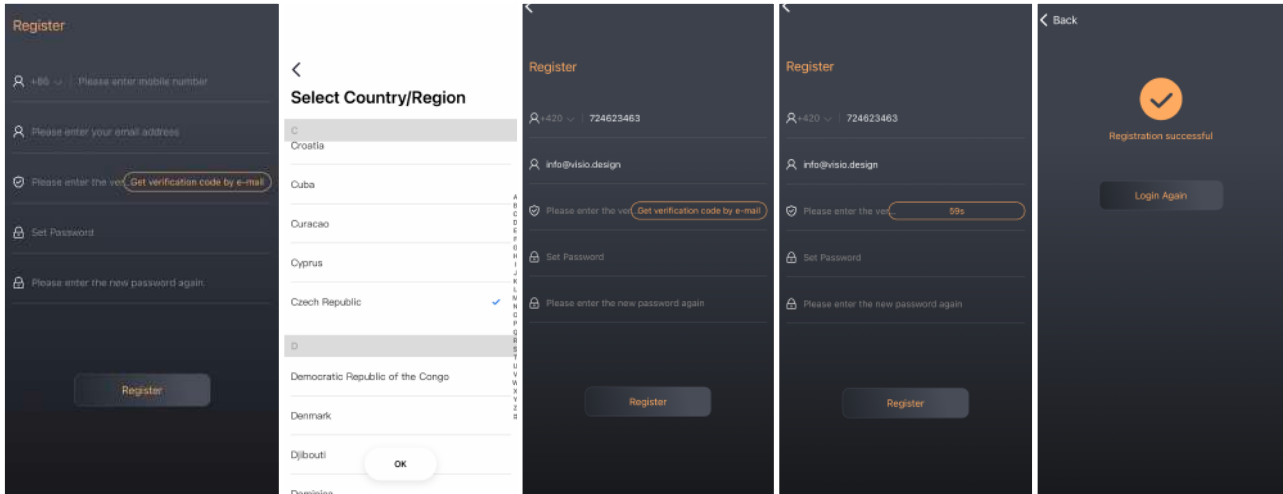 Register
+86
Please enter mobile number
Please enter your email address
Please enter the ver
Get verification code by e-mail
Set Password
Please enter the new password again
Register
Select Country/Region
C
Croatia
Cuba
Curacao
Cyprus
Czech Republic
D
Democratic Republic of the Congo
Denmark
Djibouti
Dominica
OK
A
B
C
D
E
F
G
H
I
J
K
L
M
N
O
P
Q
R
S
T
U
V
W
X
Y
Z
#
Register
+420
724623463
info@visio.design
Please enter the ver...
Get verification code by e-mail
Set Password
Please enter the new password again
Register
Register
+420
724623463
info@visio.design
Please enter the ver...
59s
Set Password
Please enter the new password again
Register
Back
Registration successful
Login Again